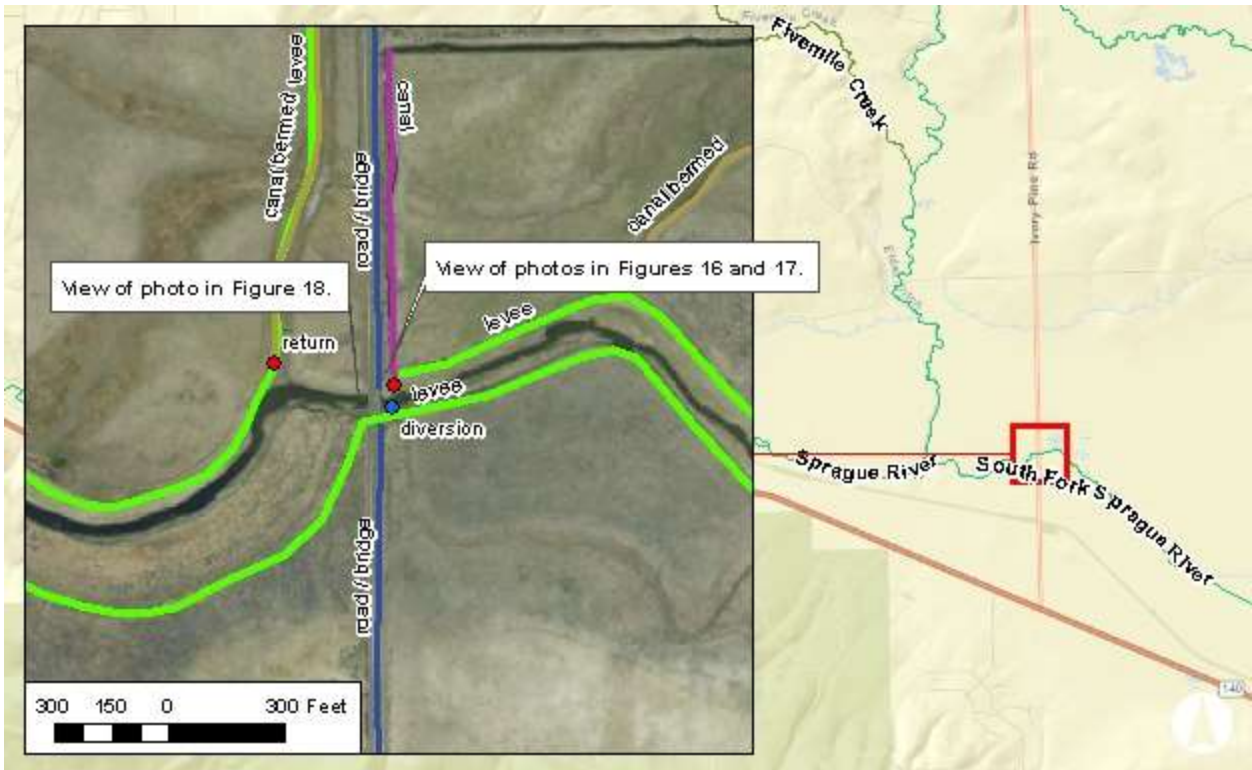 Fivemile Creek
Fivemile Creek
levee
canal bermed
canal
canal bermed
road / bridge
View of photo in Figure 18.
View of photos in Figures 16 and 17.
Ivory Pine Rd
levee
return
levee
diversion
Sprague River
South Fork Sprague River
road / bridge
140
300 150 0 300 Feet